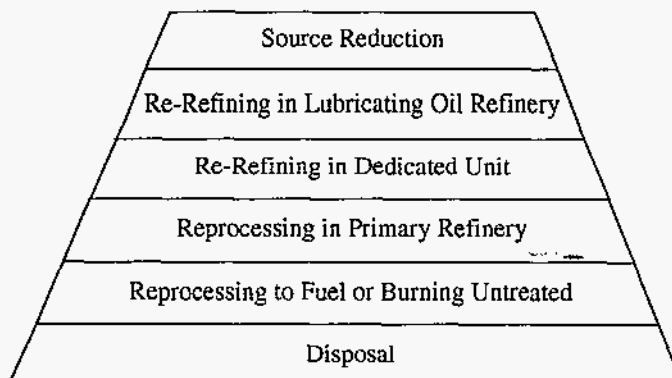 Source Reduction
Re-Refining in Lubricating Oil Refinery
Re-Refining in Dedicated Unit
Reprocessing in Primary Refinery
Reprocessing to Fuel or Burning Untreated
Disposal